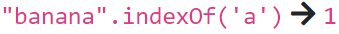 "banana".indexOf('a') → 1